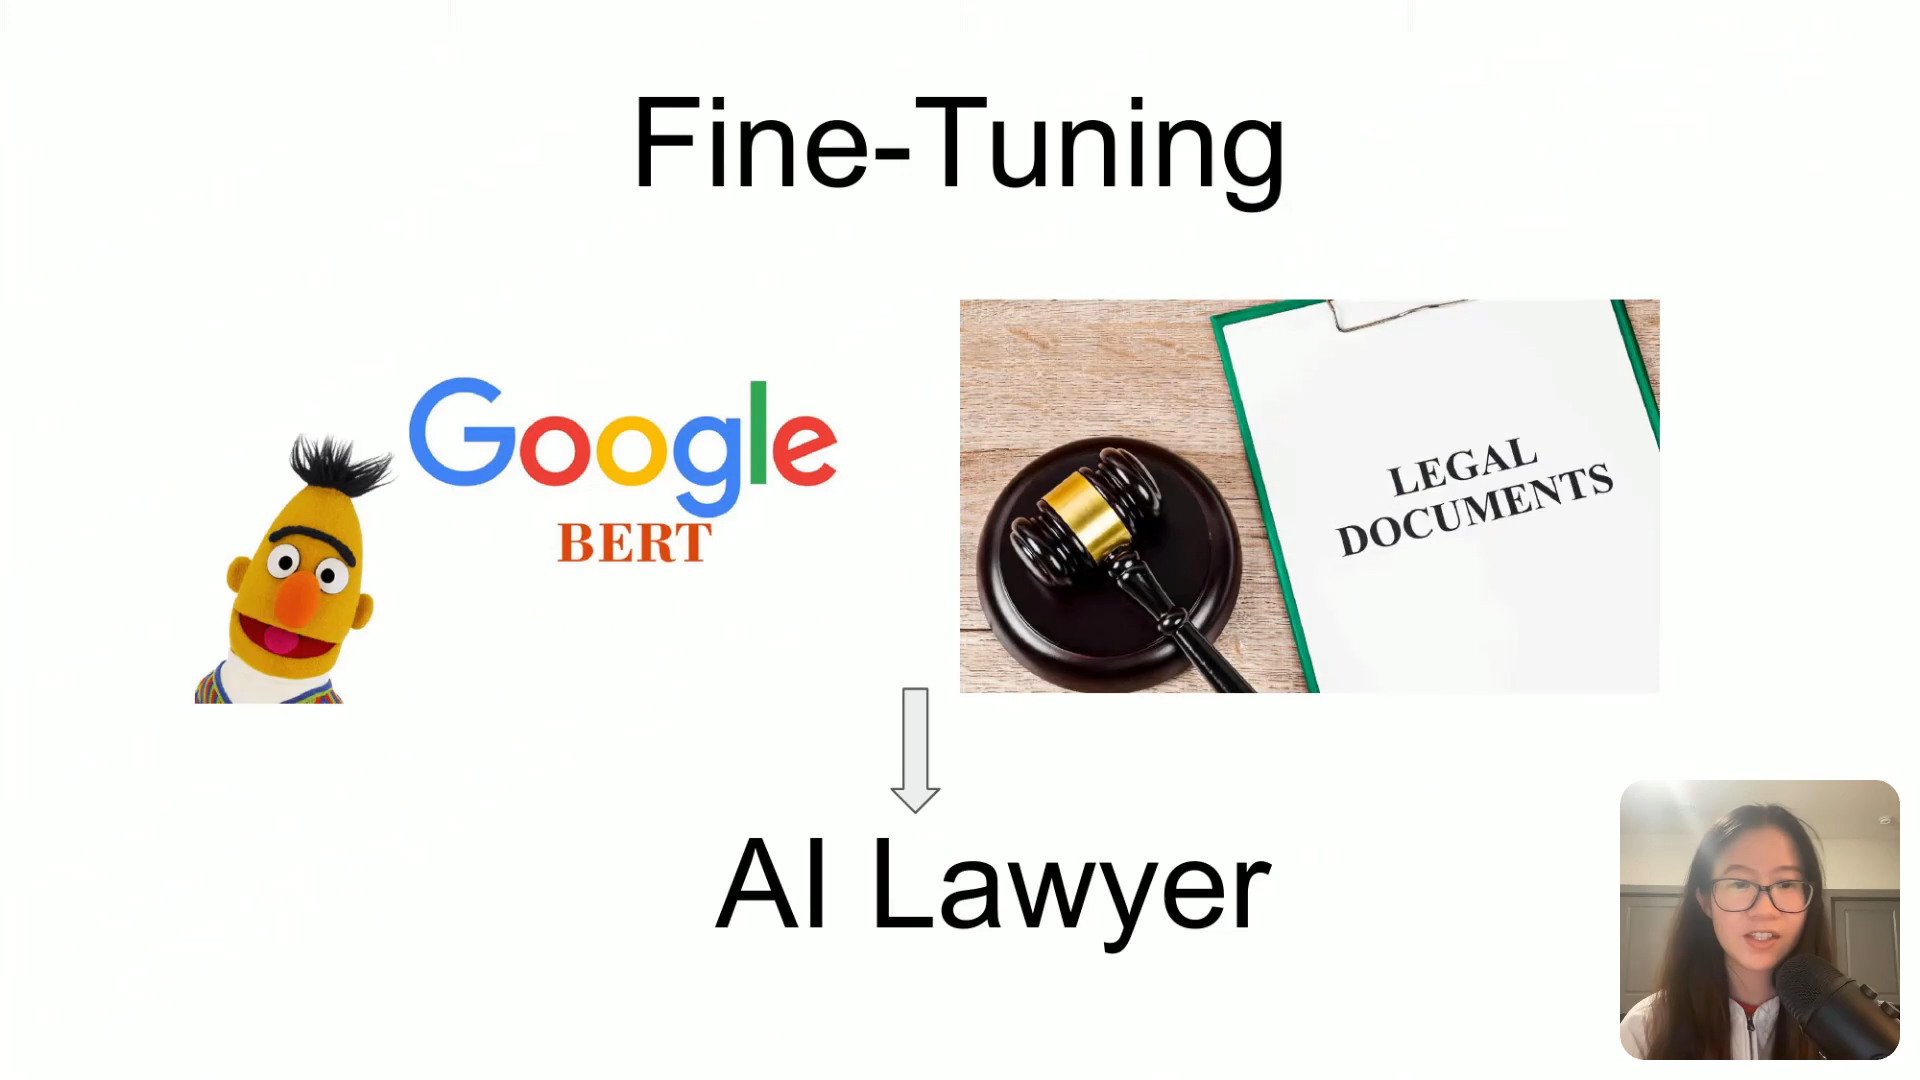 Fine-Tuning
Google
BERT
LEGAL
DOCUMENTS
AI Lawyer